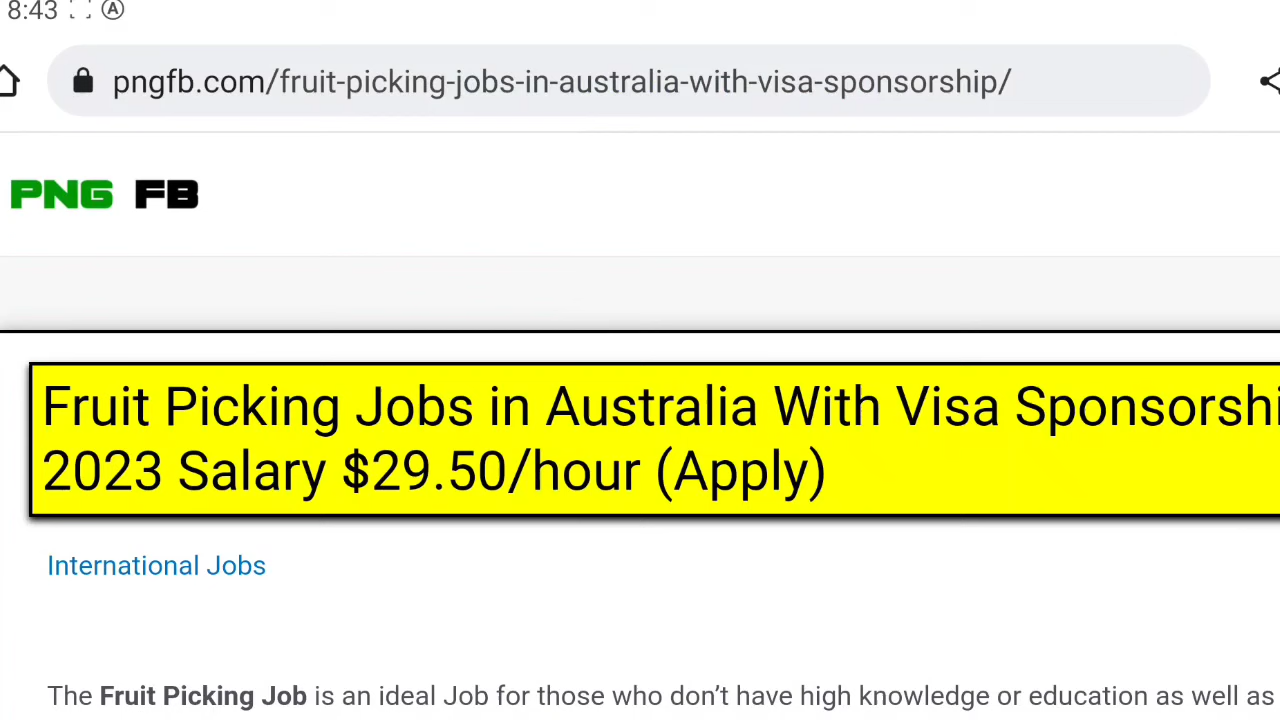 8:43
pngfb.com/fruit-picking-jobs-in-australia-with-visa-sponsorship/
PNG FB
Fruit Picking Jobs in Australia With Visa Sponsorshi
2023 Salary $29.50/hour (Apply)
International Jobs
The Fruit Picking Job is an ideal Job for those who don't have high knowledge or education as well as